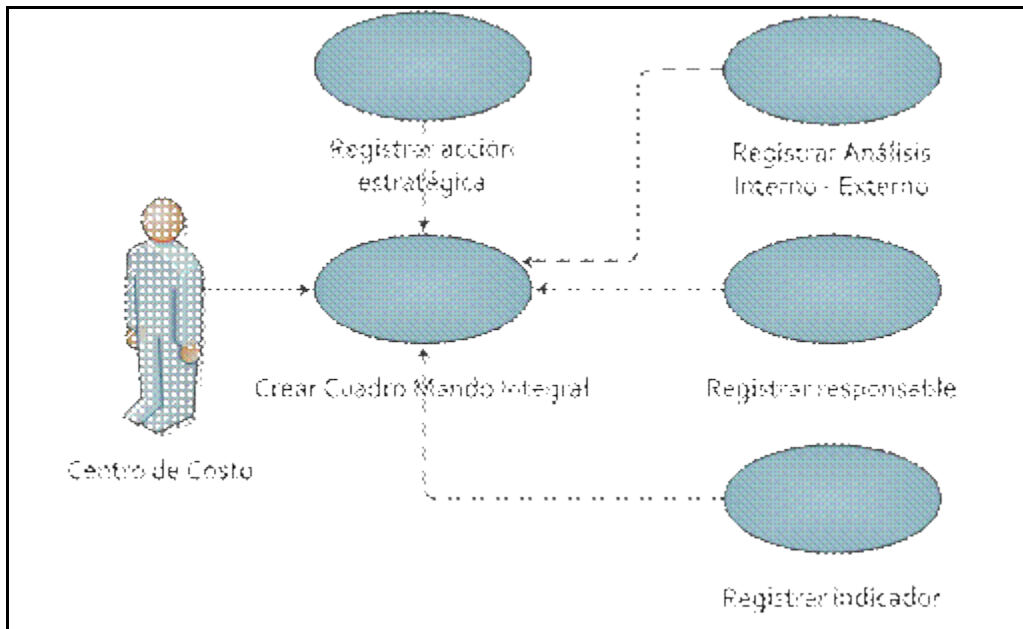 Registrar acción
estratégica
Registrar Análisis
Interno - Externo
Crear Cuadro Mando Integral
Registrar responsable
Centro de Costo
Registrar indicador